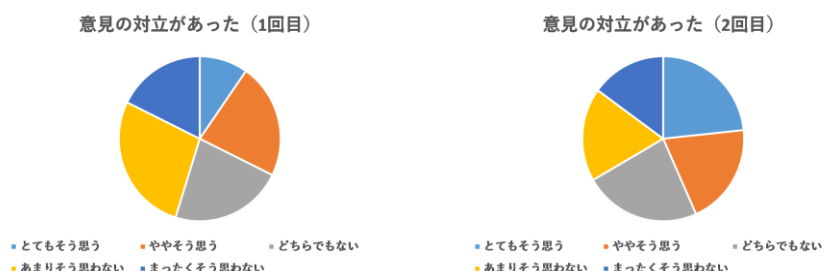 意見の対立があった（1回目）
とてもそう思う ややそう思う どちらでもない
あまりそう思わない まったくそう思わない
意見の対立があった（2回目）
とてもそう思う ややそう思う どちらでもない
あまりそう思わない まったくそう思わない